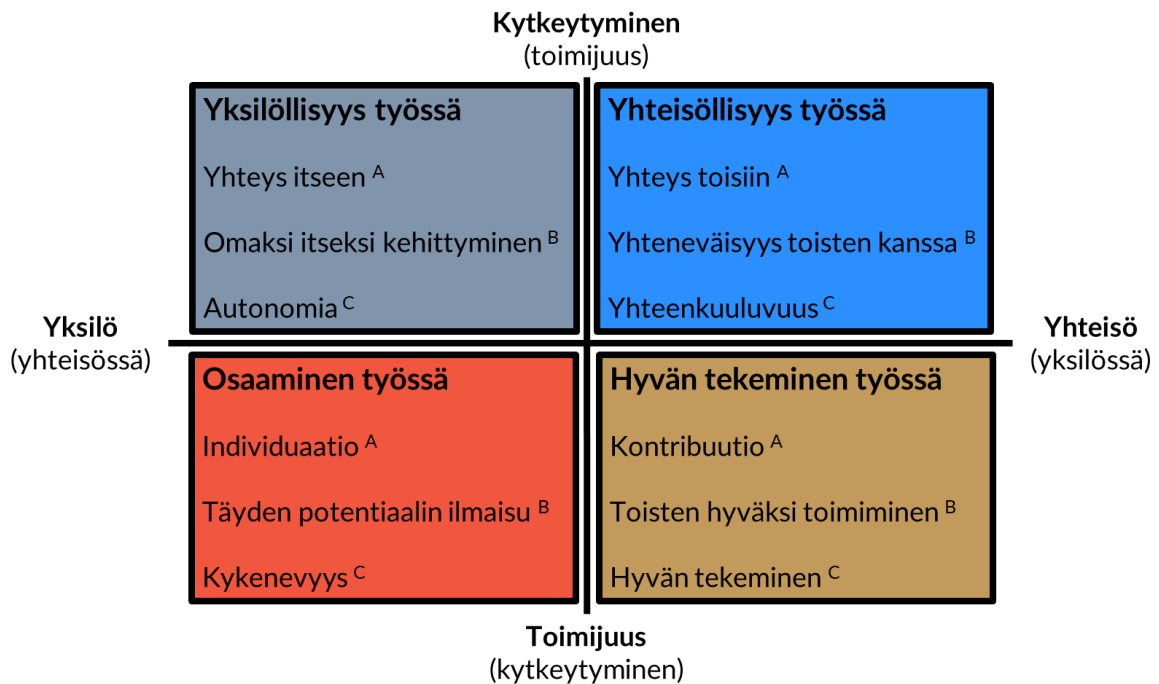 Kytkeytyminen
(toimijuus)
Yksilöllisyys työssä
Yhteys itseen A
Omaksi itseksi kehittyminen B
Autonomia C
Yhteisöllisyys työssä
Yhteys toisiin A
Yhteneväisyys toisten kanssa B
Yhteenkuuluvuus C
Yksilö
(yhteisössä)
Yhteisö
(yksilössä)
Osaaminen työssä
Individuaatio A
Täyden potentiaalin ilmaisu B
Kykenevyys C
Hyvän tekeminen työssä
Kontribuutio A
Toisten hyväksi toimiminen B
Hyvän tekeminen C
Toimijuus
(kytkeytyminen)